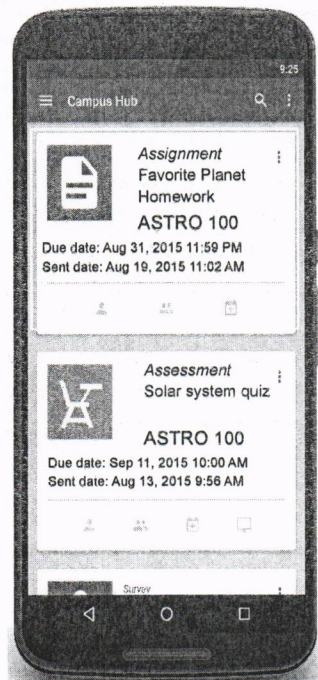 9:25
Campus Hub
Assignment
Favorite Planet
Homework
ASTRO 100
Due date: Aug 31, 2015 11:59 PM
Sent date: Aug 19, 2015 11:02 AM
Assessment
Solar system quiz
ASTRO 100
Due date: Sep 11, 2015 10:00 AM
Sent date: Aug 13, 2015 9:56 AM
Survey